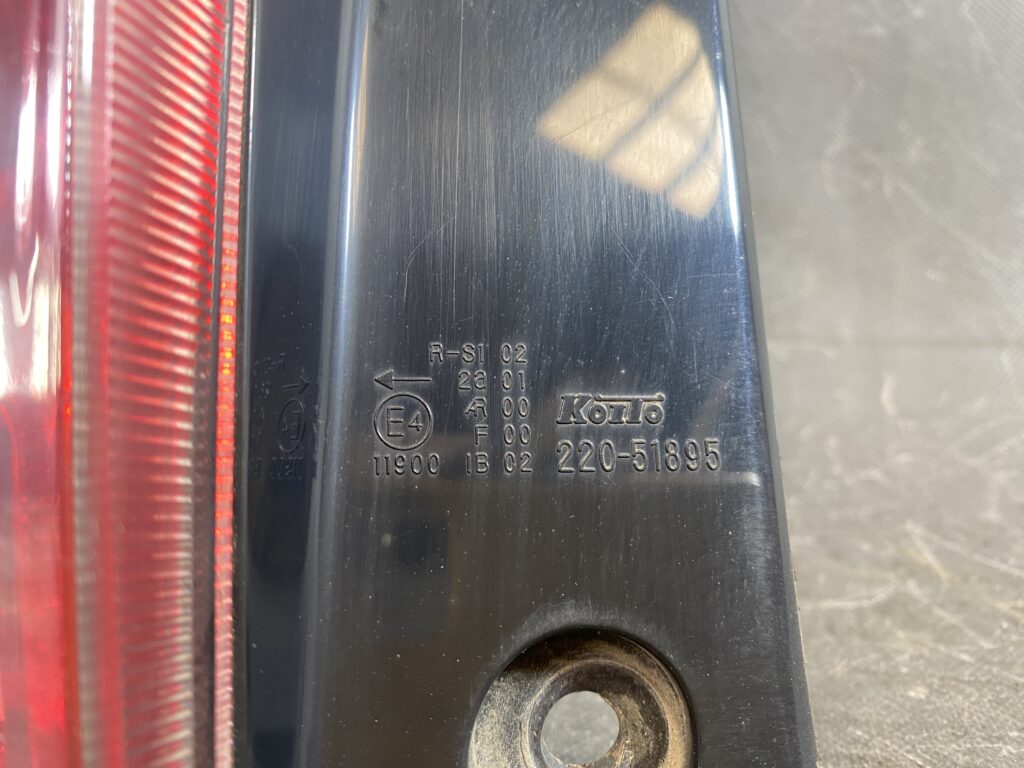 R-S1 02
← 2a 01
AR 00
E4 F 00
11900 IB 02
Koito
220-51895